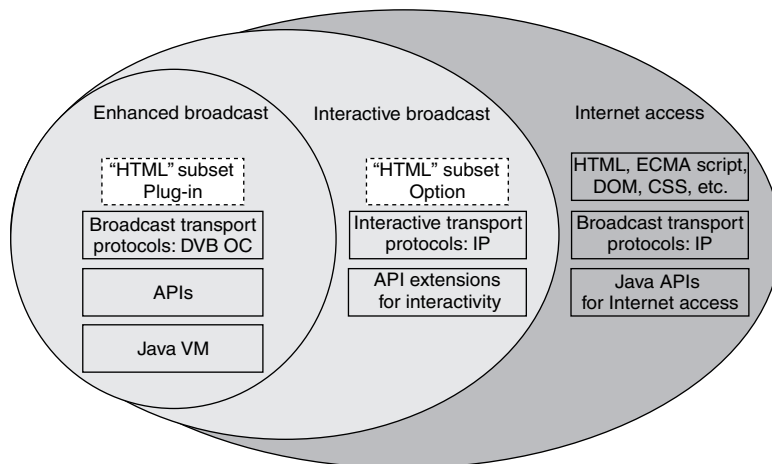 Enhanced broadcast
“HTML” subset
Plug-in
Broadcast transport
protocols: DVB OC
APIs
Java VM
Interactive broadcast
“HTML” subset
Option
Interactive transport
protocols: IP
API extensions
for interactivity
Internet access
HTML, ECMA script,
DOM, CSS, etc.
Broadcast transport
protocols: IP
Java APIs
for Internet access